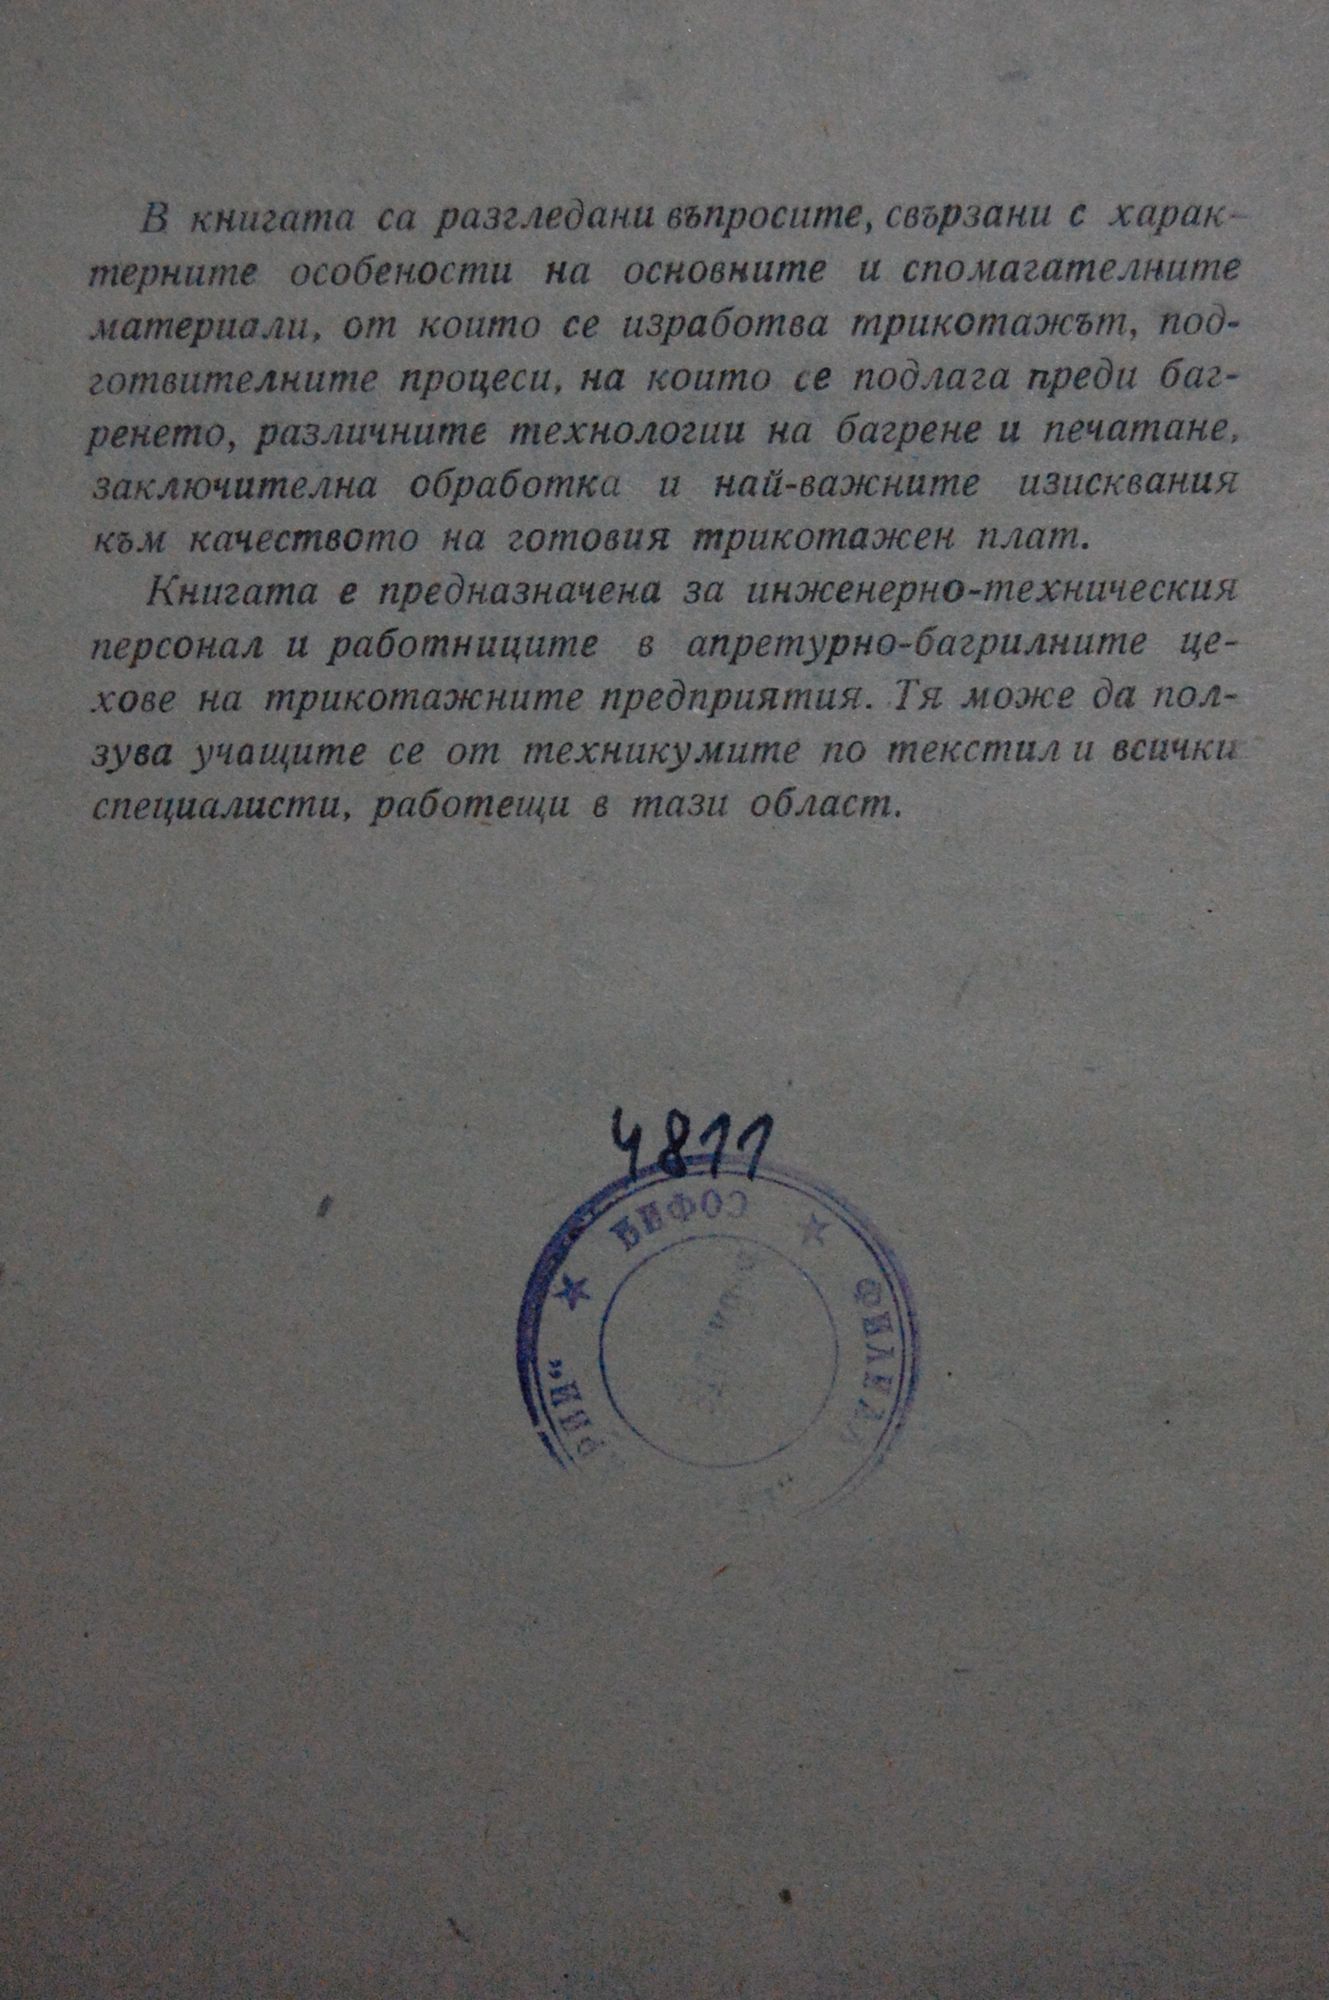 В книгата са разгледани въпросите, свързани с харак-
терните особености на основните и спомагателните
материали, от които се изработва трикотажът, под-
готвителните процеси, на които се подлага преди баг-
ренето, различните технологии на багрене и печатане,
заключителна обработка и най-важните изисквания
към качеството на готовия трикотажен плат.
Книгата е предназначена за инженерно-техническия
персонал и работниците в апретурно-багрилните це-
хове на трикотажните предприятия. Тя може да пол-
зува учащите се от техникумите по текстил и всички
специалисти, работещи в тази област.
4811
СОФИЯ